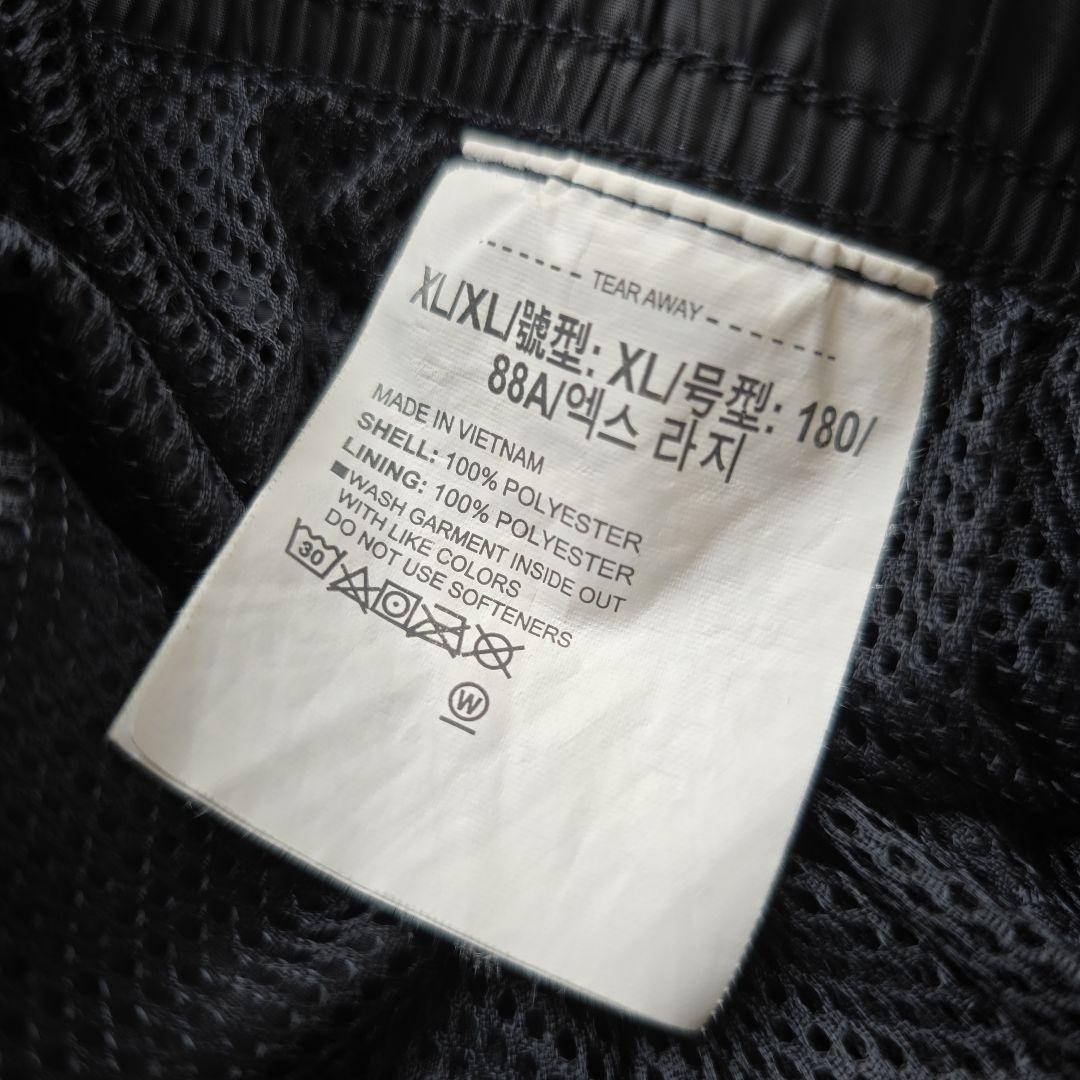 TEAR AWAY
XL/XL/號型: XL/号型: 180/
88A/엑스 라지
MADE IN VIETNAM
SHELL: 100% POLYESTER
LINING: 100% POLYESTER
■WASH GARMENT INSIDE OUT
WITH LIKE COLORS
DO NOT USE SOFTENERS
30
W